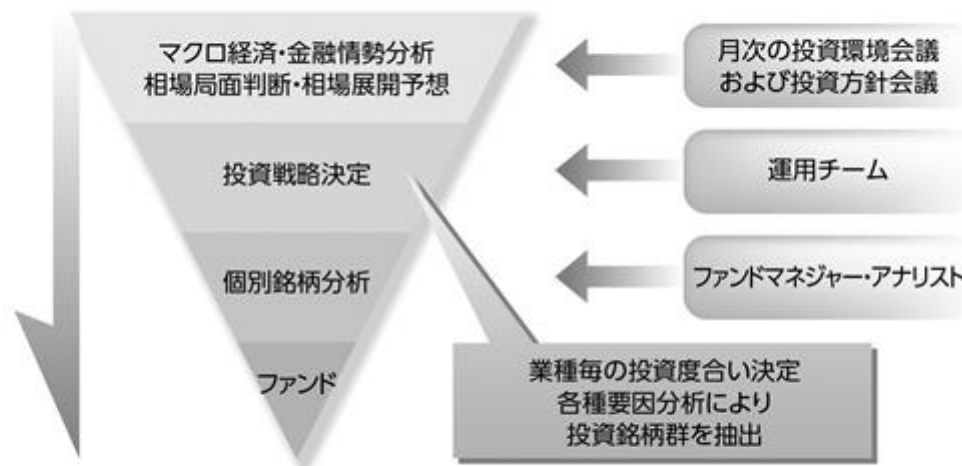 マクロ経済・金融情勢分析
相場局面判断・相場展開予想
月次の投資環境会議
および投資方針会議
投資戦略決定
運用チーム
個別銘柄分析
ファンドマネジャー・アナリスト
ファンド
業種毎の投資度合い決定
各種要因分析により
投資銘柄群を抽出